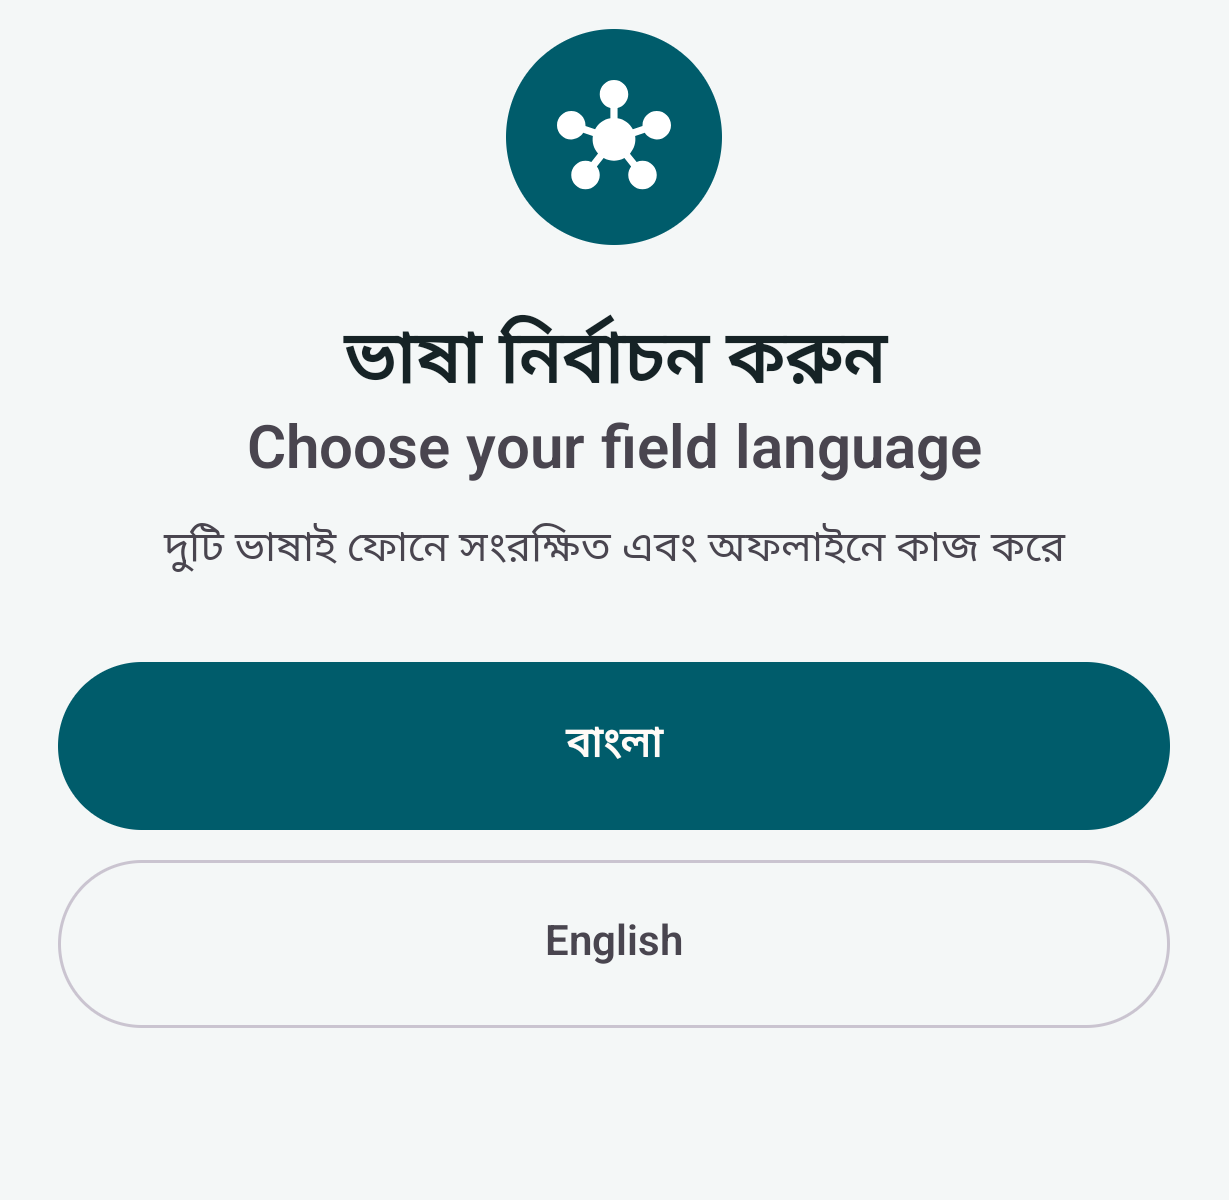 ভাষা নির্বাচন করুন
Choose your field language
দুটি ভাষাই ফোনে সংরক্ষিত এবং অফলাইনে কাজ করে
বাংলা
English